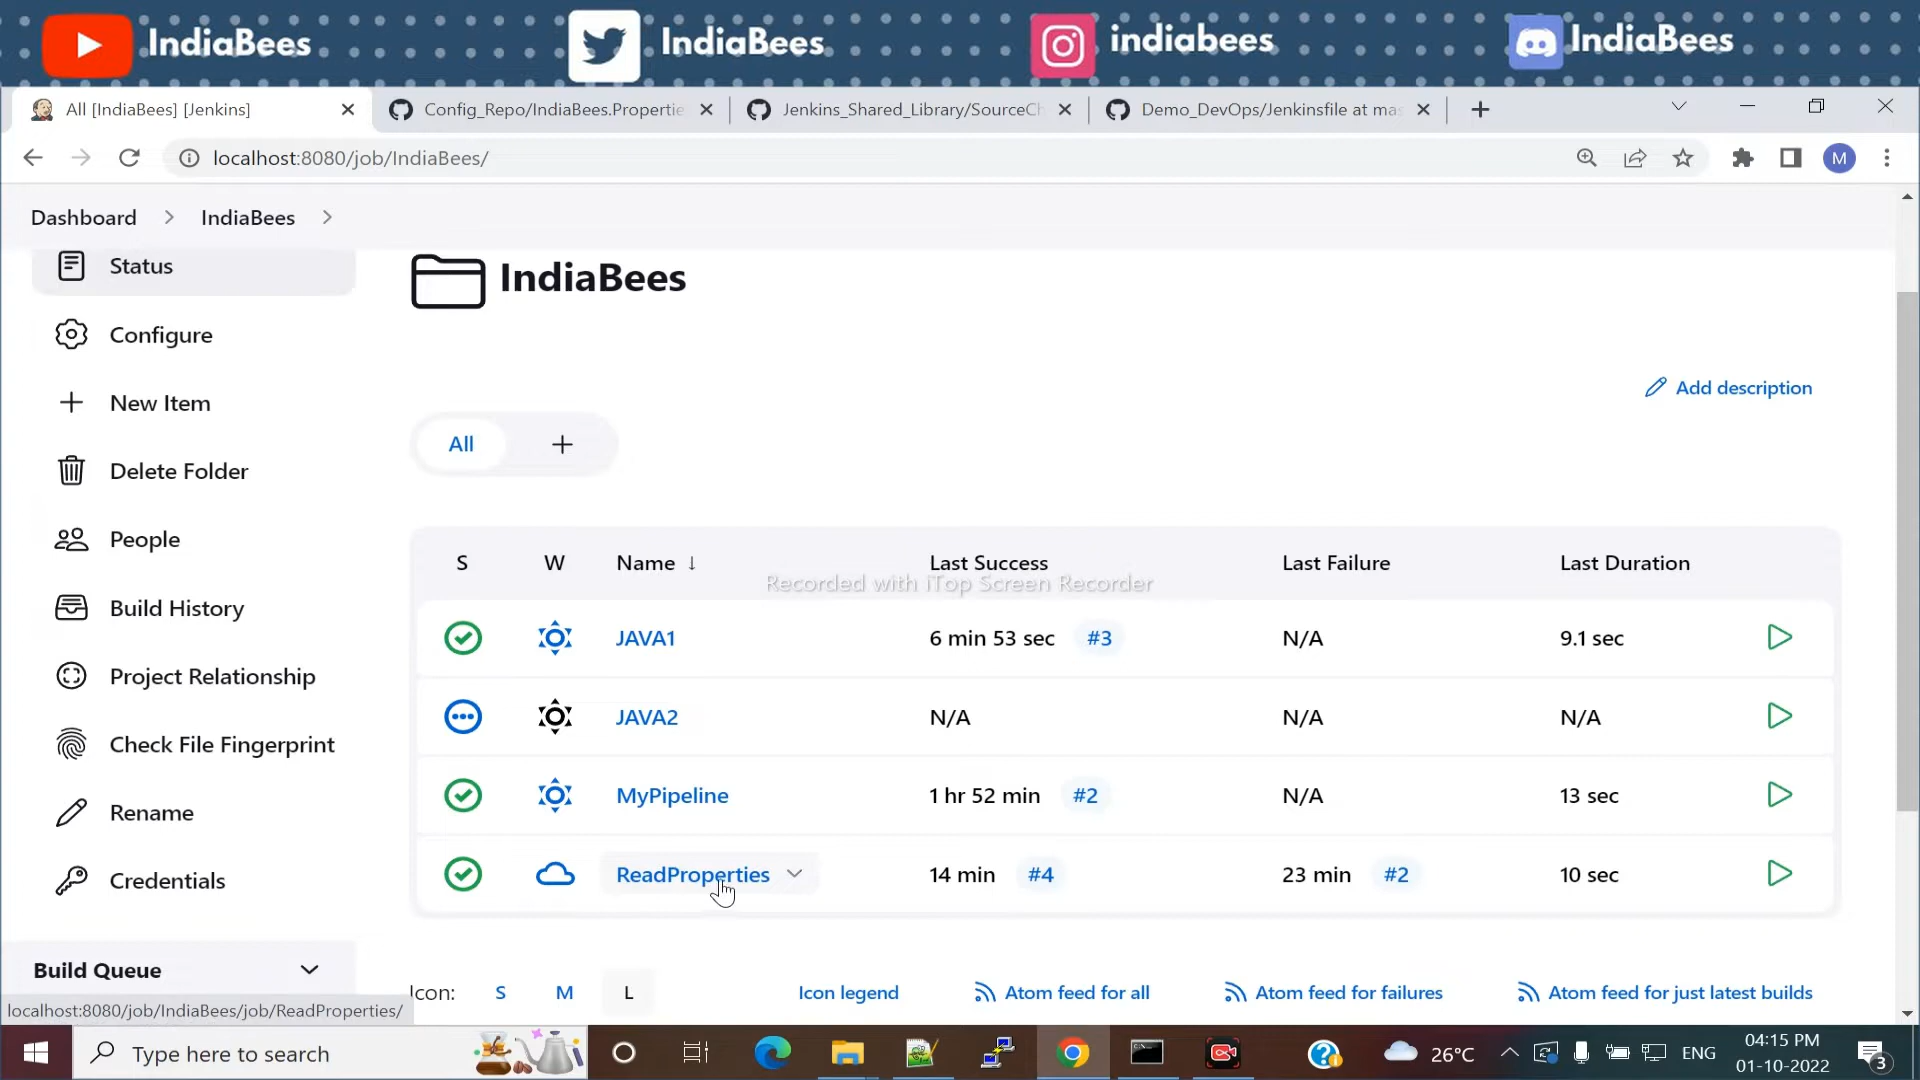 IndiaBees IndiaBees indiabees IndiaBees
All [IndiaBees] [Jenkins] Config_Repo/IndiaBees.Propertie Jenkins_Shared_Library/SourceCh Demo_DevOps/Jenkinsfile at mas
localhost:8080/job/IndiaBees/ M
Dashboard IndiaBees
Status
Configure
New Item
Delete Folder
People
Build History
Project Relationship
Check File Fingerprint
Rename
Credentials
Build Queue
IndiaBees
Add description
All +
S W Name ↓ Last Success Last Failure Last Duration
Recorded with iTop Screen Recorder
JAVA1 6 min 53 sec #3 N/A 9.1 sec
JAVA2 N/A N/A N/A
MyPipeline 1 hr 52 min #2 N/A 13 sec
ReadProperties 14 min #4 23 min #2 10 sec
Icon: S M L Icon legend Atom feed for all Atom feed for failures Atom feed for just latest builds
localhost:8080/job/IndiaBees/job/ReadProperties/
Type here to search 26°C ENG 04:15 PM
01-10-2022 3